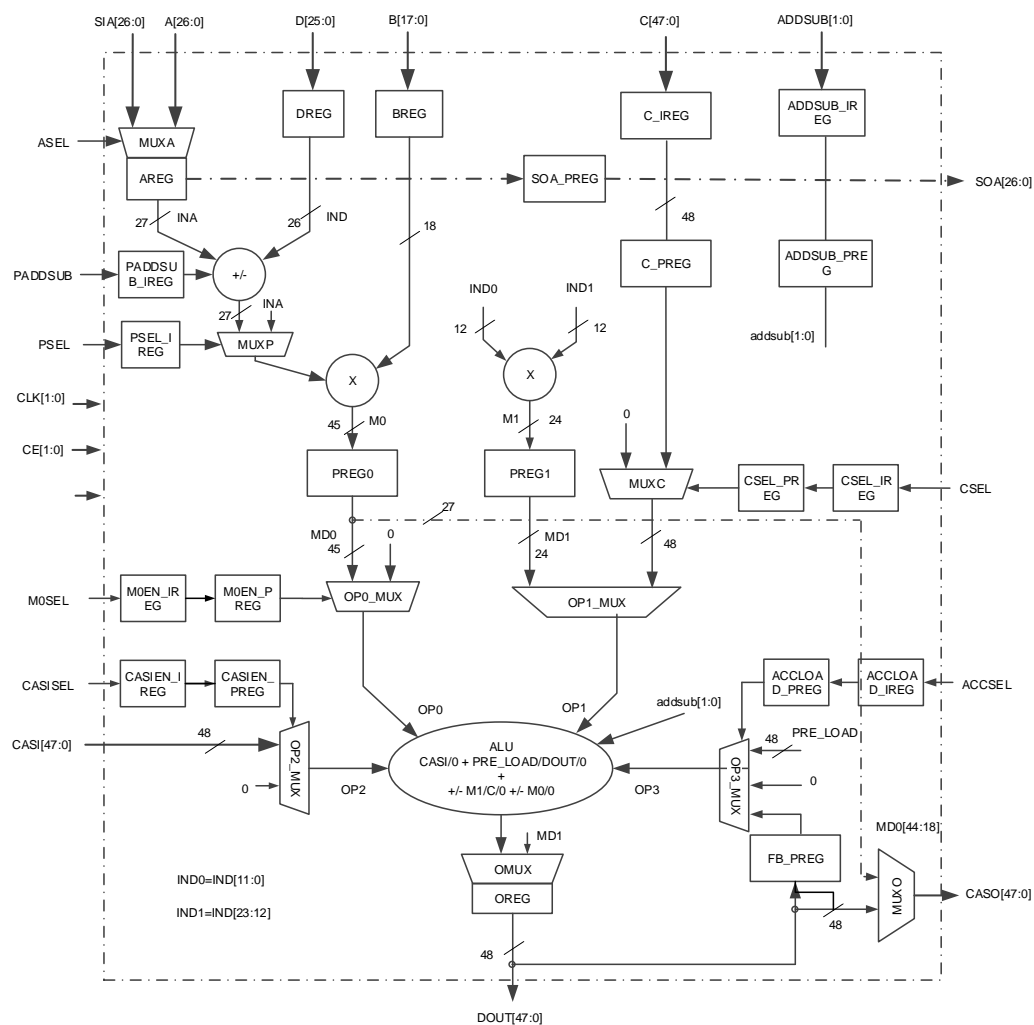 SIA[26:0]
A[26:0]
D[25:0]
B[17:0]
C[47:0]
ADDSUB[1:0]
DREG
BREG
C_IREG
ADDSUB_IR
EG
ASEL
MUXA
AREG
SOA_PREG
SOA[26:0]
27
INA
26
IND
18
48
PADDSUB
PADDSU
B_IREG
+/-
C_PREG
ADDSUB_PRE
G
27
INA
IND0
IND1
12
12
addsub[1:0]
PSEL
PSEL_I
REG
MUXP
X
X
CLK[1:0]
45
M0
M1
24
0
CE[1:0]
PREG0
PREG1
MUXC
CSEL_PR
EG
CSEL_IR
EG
CSEL
27
MD0
45
0
MD1
24
48
M0SEL
M0EN_IR
EG
M0EN_P
REG
OP0_MUX
OP1_MUX
CASISEL
CASIEN_I
REG
CASIEN_
PREG
ACCLOA
D_PREG
ACCLOA
D_IREG
ACCSEL
OP0
OP1
addsub[1:0]
CASI[47:0]
48
OP2_MUX
0
OP2
ALU
CASI/0 + PRE_LOAD/DOUT/0
+
+/- M1/C/0 +/- M0/0
OP3
OP3_MUX
48
PRE_LOAD
0
MD1
MD0[44:18]
OMUX
OREG
FB_PREG
MUXO
CASO[47:0]
IND0=IND[11:0]
IND1=IND[23:12]
48
48
DOUT[47:0]